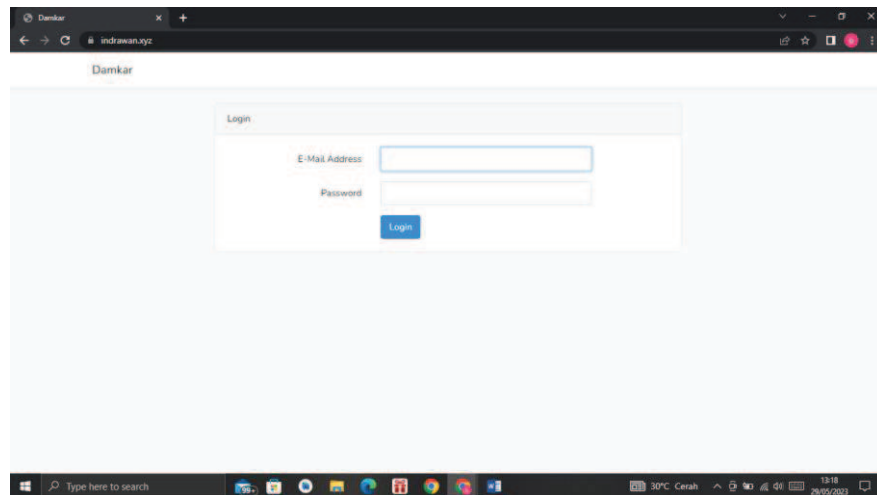 Damkar
indrawan.xyz
Damkar
Login
E-Mail Address
Password
Login
Type here to search
99+
30°C Cerah
13:18
29/05/2023